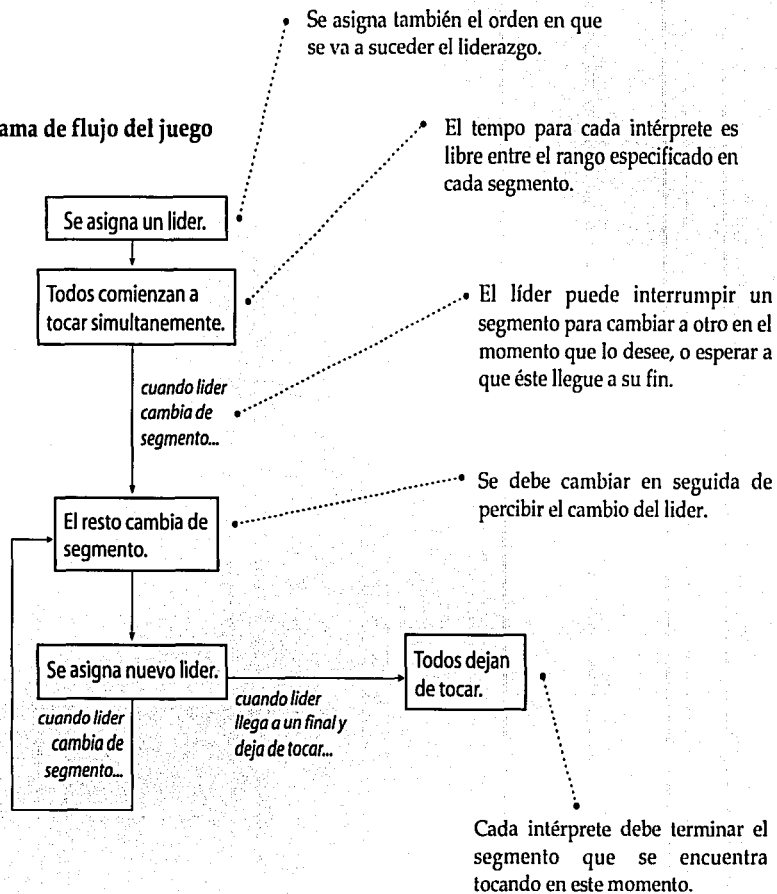 Se asigna también el orden en que
se va a suceder el liderazgo.
ama de flujo del juego
El tempo para cada intérprete es
libre entre el rango especificado en
cada segmento.
Se asigna un lider.
Todos comienzan a
tocar simultanemente.
El líder puede interrumpir un
segmento para cambiar a otro en el
momento que lo desee, o esperar a
que éste llegue a su fin.
cuando lider
cambia de
segmento...
Se debe cambiar en seguida de
percibir el cambio del lider.
El resto cambia de
segmento.
Se asigna nuevo lider.
Todos dejan
de tocar.
cuando lider
llega a un final y
deja de tocar...
cuando lider
cambia de
segmento...
Cada intérprete debe terminar el
segmento que se encuentra
tocando en este momento.